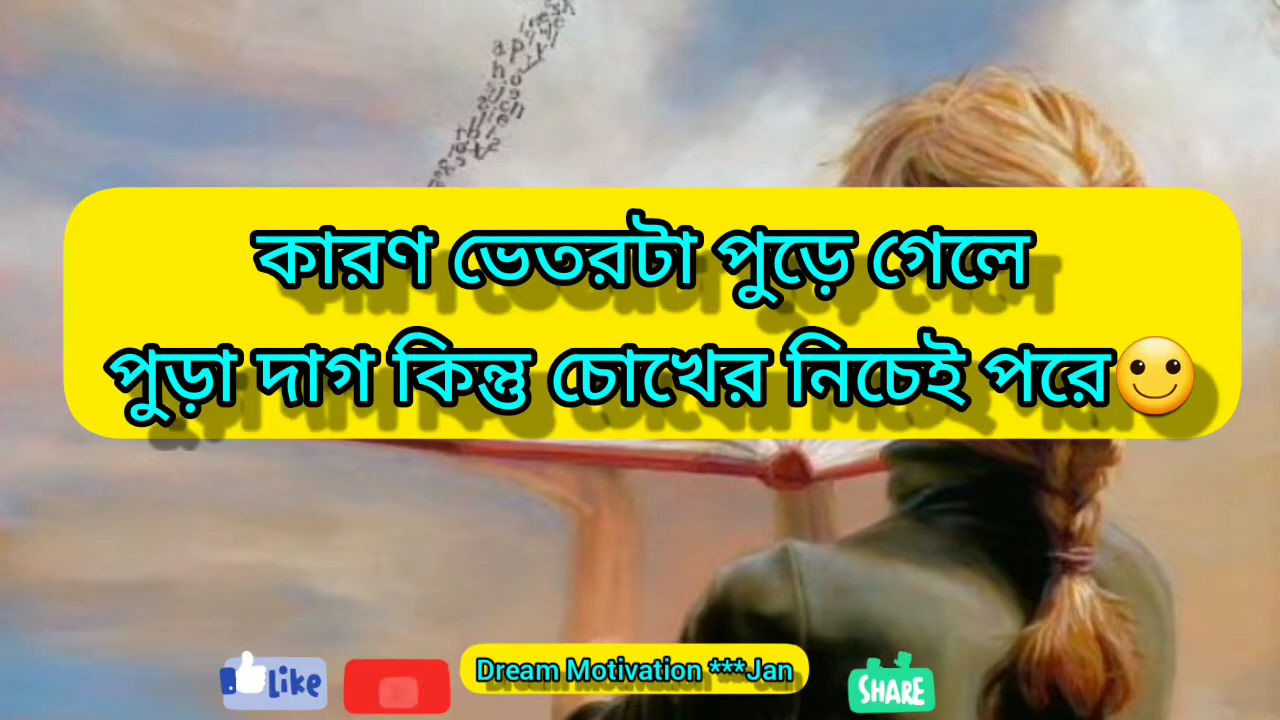 কারণ ভেতরটা পুড়ে গেলে
পুড়া দাগ কিন্তু চোখের নিচেই পরে🙂
Like
Dream Motivation ***Jan
SHARE